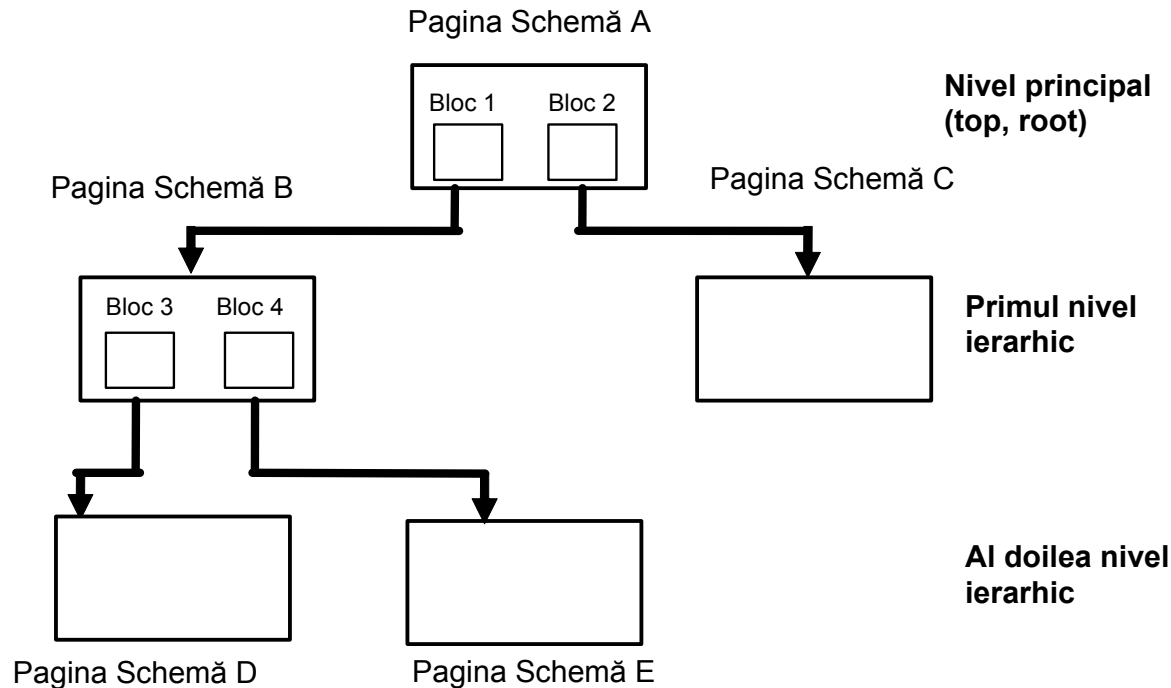 Pagina Schemă A
Bloc 1
Bloc 2
Nivel principal
(top, root)
Pagina Schemă B
Pagina Schemă C
Bloc 3
Bloc 4
Primul nivel
ierarhic
Al doilea nivel
ierarhic
Pagina Schemă D
Pagina Schemă E